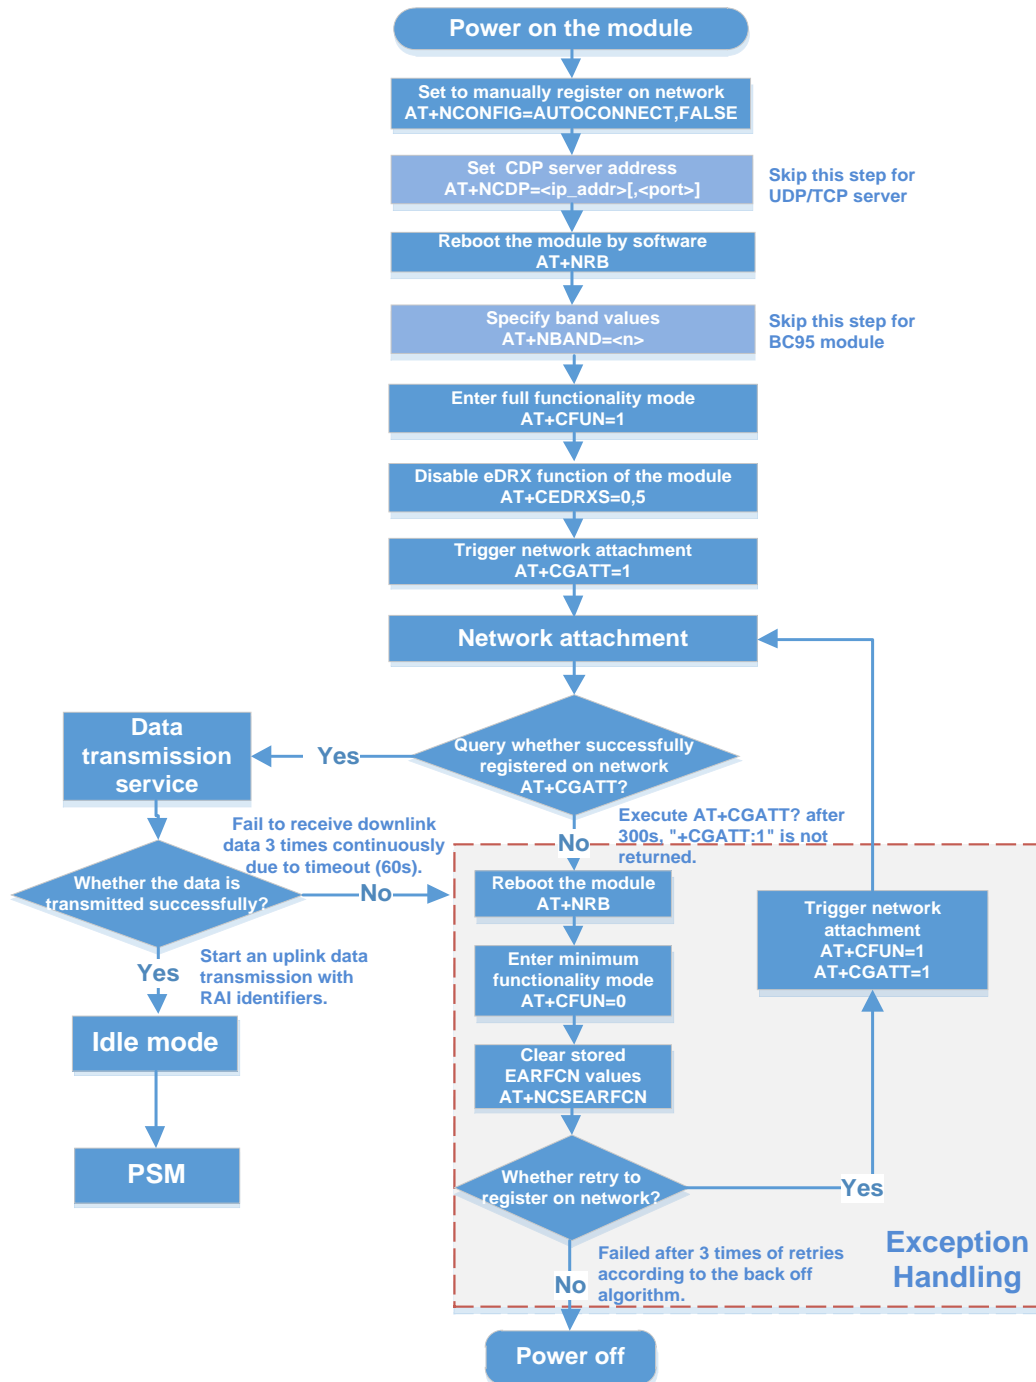 Power on the module
Set to manually register on network
AT+NCONFIG=AUTOCONNECT,FALSE
Set  CDP server address
AT+NCDP=<ip_addr>[,<port>]
Skip this step for
UDP/TCP server
Reboot the module by software
AT+NRB
Specify band values
AT+NBAND=<n>
Skip this step for
BC95 module
Enter full functionality mode
AT+CFUN=1
Disable eDRX function of the module
AT+CEDRXS=0,5
Trigger network attachment
AT+CGATT=1
Network attachment
Query whether successfully
registered on network
AT+CGATT?
Yes
Data
transmission
service
Fail to receive downlink
data 3 times continuously
due to timeout (60s).
Whether the data is
transmitted successfully?
No
Yes
Start an uplink data
transmission with
RAI identifiers.
Idle mode
PSM
No
Execute AT+CGATT? after
300s, "+CGATT:1" is not
returned.
Reboot the module
AT+NRB
Enter minimum
functionality mode
AT+CFUN=0
Clear stored
EARFCN values
AT+NCSEARFCN
Whether retry to
register on network?
Yes
Trigger network
attachment
AT+CFUN=1
AT+CGATT=1
Exception
Handling
No
Failed after 3 times of retries
according to the back off
algorithm.
Power off